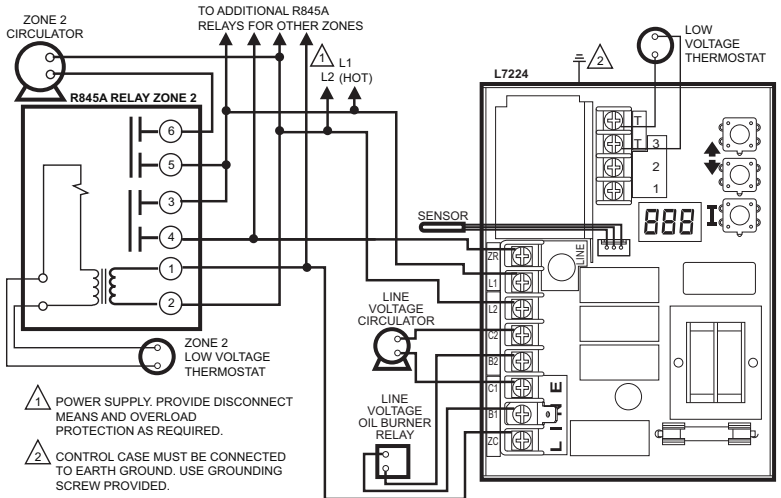 TO ADDITIONAL R845A
RELAYS FOR OTHER ZONES
ZONE 2
CIRCULATOR
1
L1
L2 (HOT)
2
L7224
LOW
VOLTAGE
THERMOSTAT
R845A RELAY ZONE 2
6
5
3
4
1
2
T
T 3
2
1
888
SENSOR
LINE
ZR
L1
L2
C2
B2
C1
B1
ZC
LINE
LINE
VOLTAGE
CIRCULATOR
ZONE 2
LOW VOLTAGE
THERMOSTAT
LINE
VOLTAGE
OIL BURNER
RELAY
1 POWER SUPPLY. PROVIDE DISCONNECT
MEANS AND OVERLOAD
PROTECTION AS REQUIRED.
2 CONTROL CASE MUST BE CONNECTED
TO EARTH GROUND. USE GROUNDING
SCREW PROVIDED.